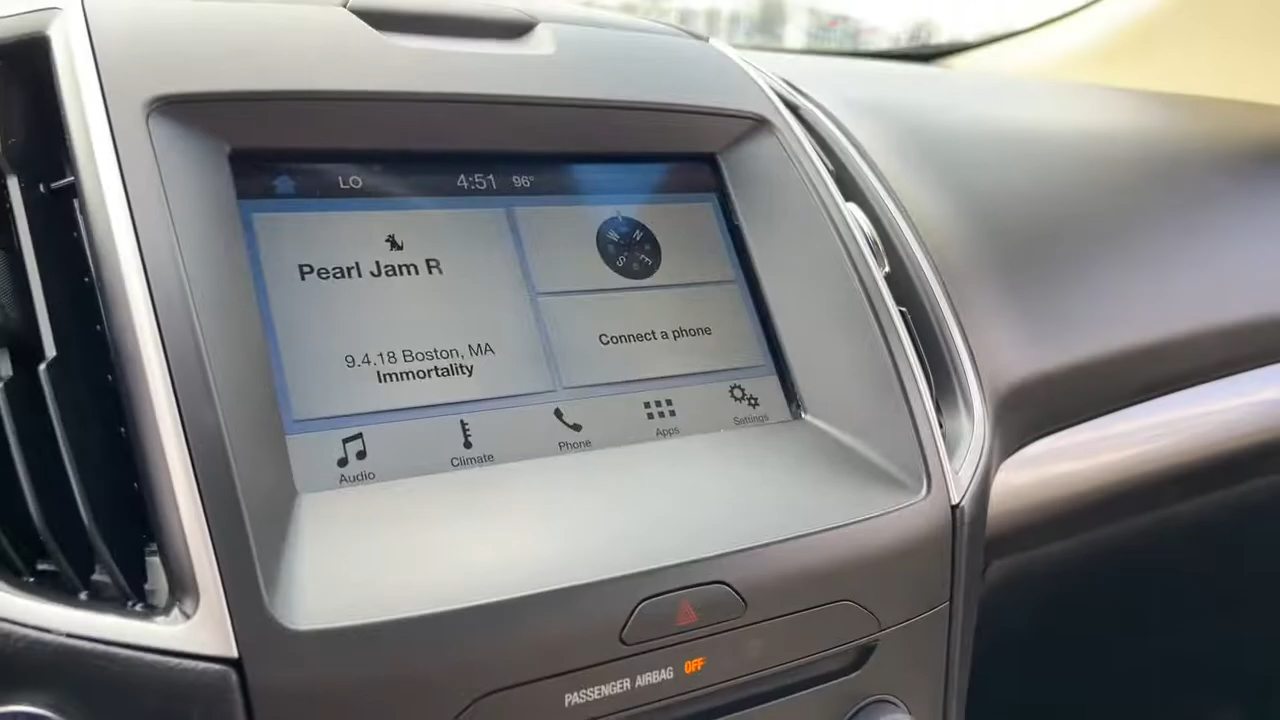 LO 4:51 96°
Pearl Jam R
W N
S E
Connect a phone
9.4.18 Boston, MA
Immortality
Audio Climate Phone Apps Settings
PASSENGER AIRBAG OFF